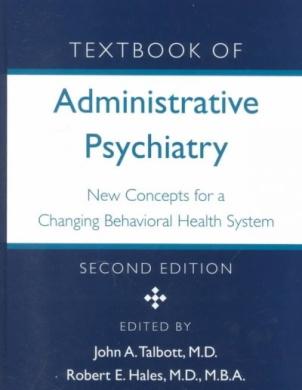 TEXTBOOK OF
Administrative
Psychiatry
New Concepts for a
Changing Behavioral Health System
SECOND EDITION
EDITED BY
John A. Talbott, M.D.
Robert E. Hales, M.D., M.B.A.